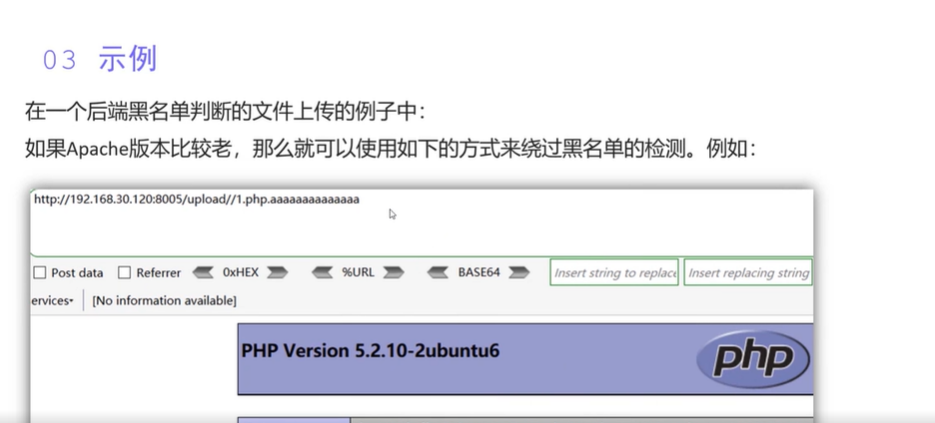 03 示例
在一个后端黑名单判断的文件上传的例子中：
如果Apache版本比较老，那么就可以使用如下的方式来绕过黑名单的检测。例如：
http://192.168.30.120:8005/upload//1.php.aaaaaaaaaaaaaa
Post data Referrer 0xHEX %URL BASE64 Insert string to replace Insert replacing string
ervices [No information available]
PHP Version 5.2.10-2ubuntu6 php